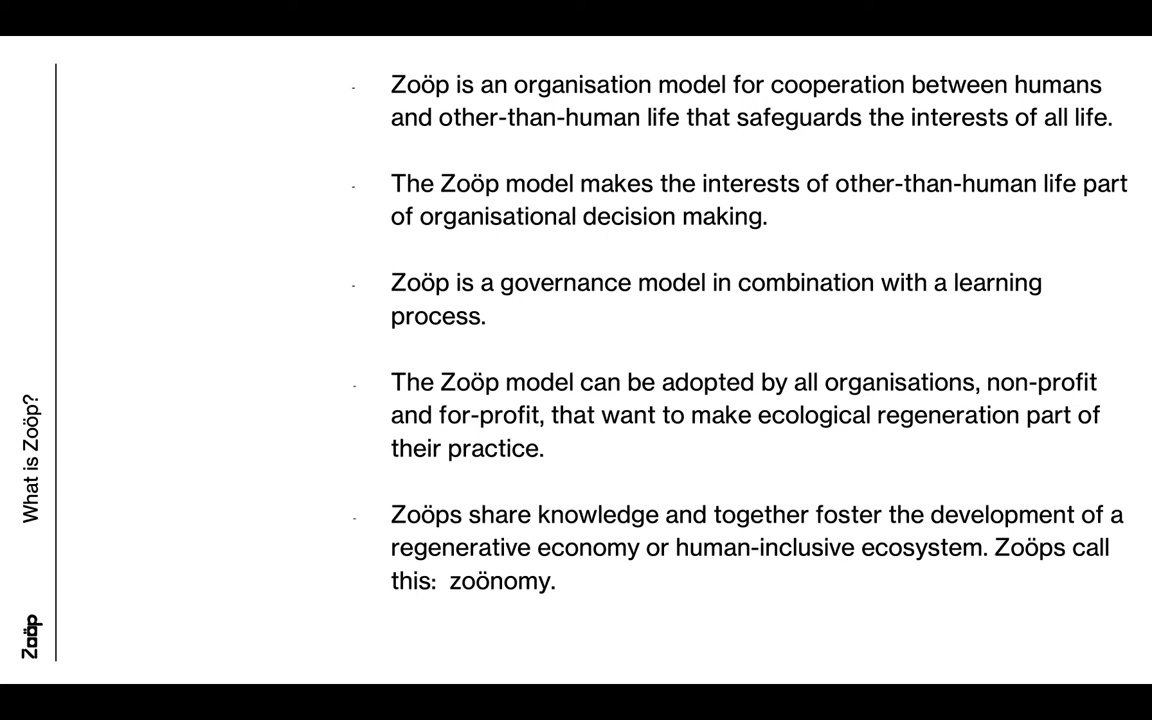 - Zoöp is an organisation model for cooperation between humans
and other-than-human life that safeguards the interests of all life.
- The Zoöp model makes the interests of other-than-human life part
of organisational decision making.
- Zoöp is a governance model in combination with a learning
process.
- The Zoöp model can be adopted by all organisations, non-profit
and for-profit, that want to make ecological regeneration part of
their practice.
- Zoöps share knowledge and together foster the development of a
regenerative economy or human-inclusive ecosystem. Zoöps call
this: zoönomy.
What is Zoöp?
Zoöp